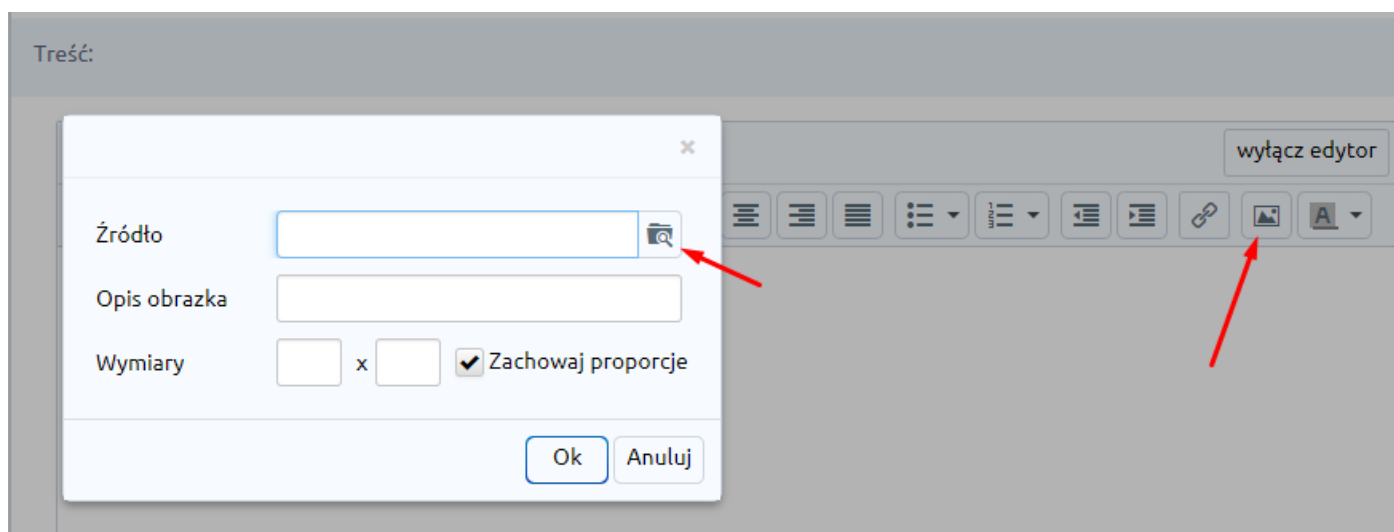 Treść:
wyłącz edytor
Źródło
Opis obrazka
Wymiary x Zachowaj proporcje
Ok Anuluj
A